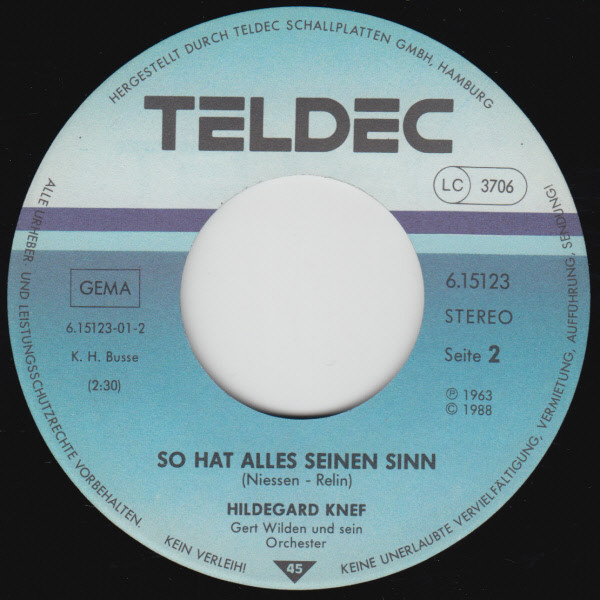 HERGESTELLT DURCH TELDEC SCHALLPLATTEN GMBH, HAMBURG
TELDEC
LC 3706
GEMA
6.15123-01-2
K. H. Busse
(2:30)
6.15123
STEREO
Seite 2
℗ 1963
© 1988
SO HAT ALLES SEINEN SINN
(Niessen - Relin)
HILDEGARD KNEF
Gert Wilden und sein
Orchester
45
ALLE URHEBER- UND LEISTUNGSSCHUTZRECHTE VORBEHALTEN. KEIN VERLEIH! KEINE UNERLAUBTE VERVIELFÄLTIGUNG, VERMIETUNG, AUFFÜHRUNG, SENDUNG!